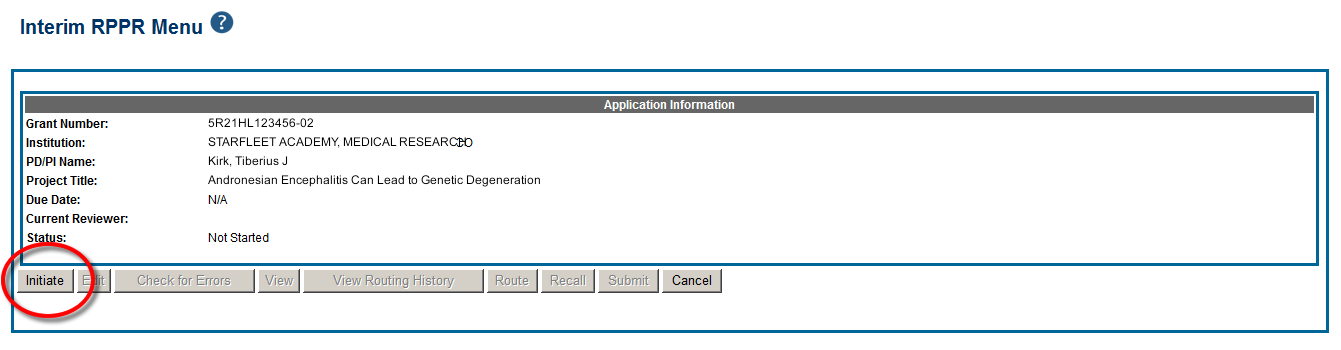 Interim RPPR Menu ?
Application Information
Grant Number: 5R21HL123456-02
Institution: STARFLEET ACADEMY, MEDICAL RESEARCH
PD/PI Name: Kirk, Tiberius J
Project Title: Andronesian Encephalitis Can Lead to Genetic Degeneration
Due Date: N/A
Current Reviewer:
Status: Not Started
Initiate Edit Check for Errors View View Routing History Route Recall Submit Cancel